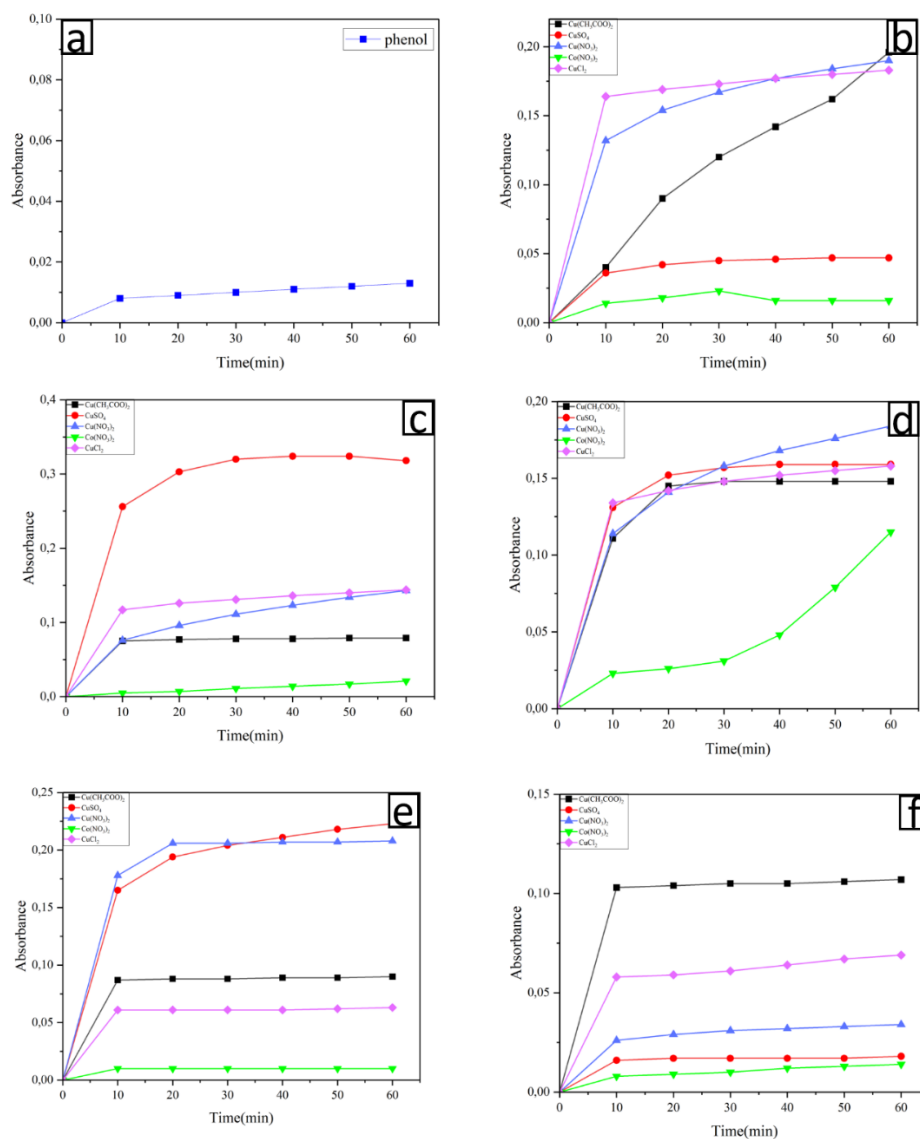 a
phenol
0,10
0,08
0,06
0,04
0,02
0,00
Absorbance
0 10 20 30 40 50 60
Time(min)
b
Cu(CH₃COO)₂
CuSO₄
Cu(NO₃)₂
Co(NO₃)₂
CuCl₂
0,20
0,15
0,10
0,05
0,00
Absorbance
0 10 20 30 40 50 60
Time(min)
c
Cu(CH₃COO)₂
CuSO₄
Cu(NO₃)₂
Co(NO₃)₂
CuCl₂
0,4
0,3
0,2
0,1
0,0
Absorbance
0 10 20 30 40 50 60
Time(min)
d
Cu(CH₃COO)₂
CuSO₄
Cu(NO₃)₂
Co(NO₃)₂
CuCl₂
0,20
0,15
0,10
0,05
0,00
Absorbance
0 10 20 30 40 50 60
Time(min)
e
Cu(CH₃COO)₂
CuSO₄
Cu(NO₃)₂
Co(NO₃)₂
CuCl₂
0,25
0,20
0,15
0,10
0,05
0,00
Absorbance
0 10 20 30 40 50 60
Time(min)
f
Cu(CH₃COO)₂
CuSO₄
Cu(NO₃)₂
Co(NO₃)₂
CuCl₂
0,15
0,10
0,05
0,00
Absorbance
0 10 20 30 40 50 60
Time(min)